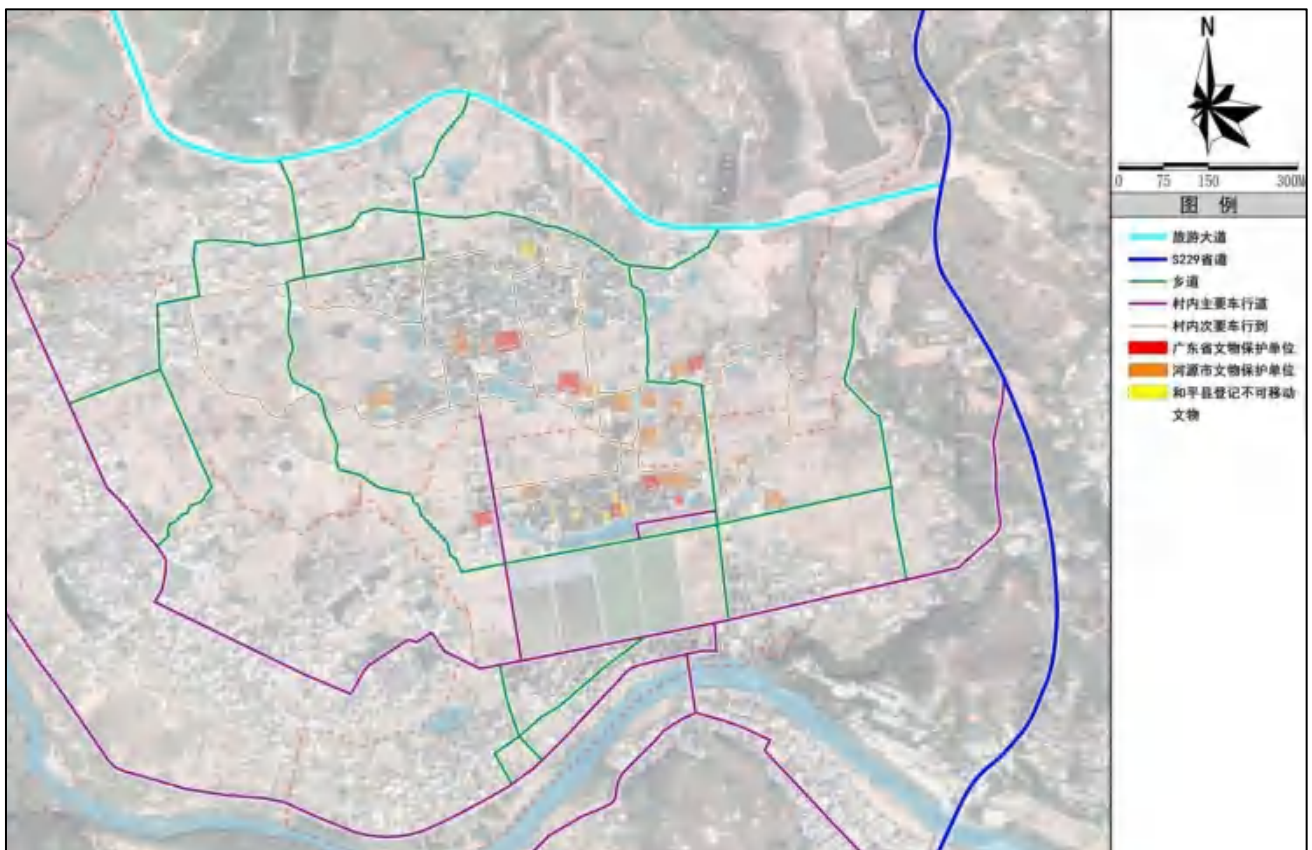 N
0 75 150 300M
图 例
旅游大道
S229省道
乡道
村内主要车行道
村内次要车行到
广东省文物保护单位
河源市文物保护单位
和平县登记不可移动
文物